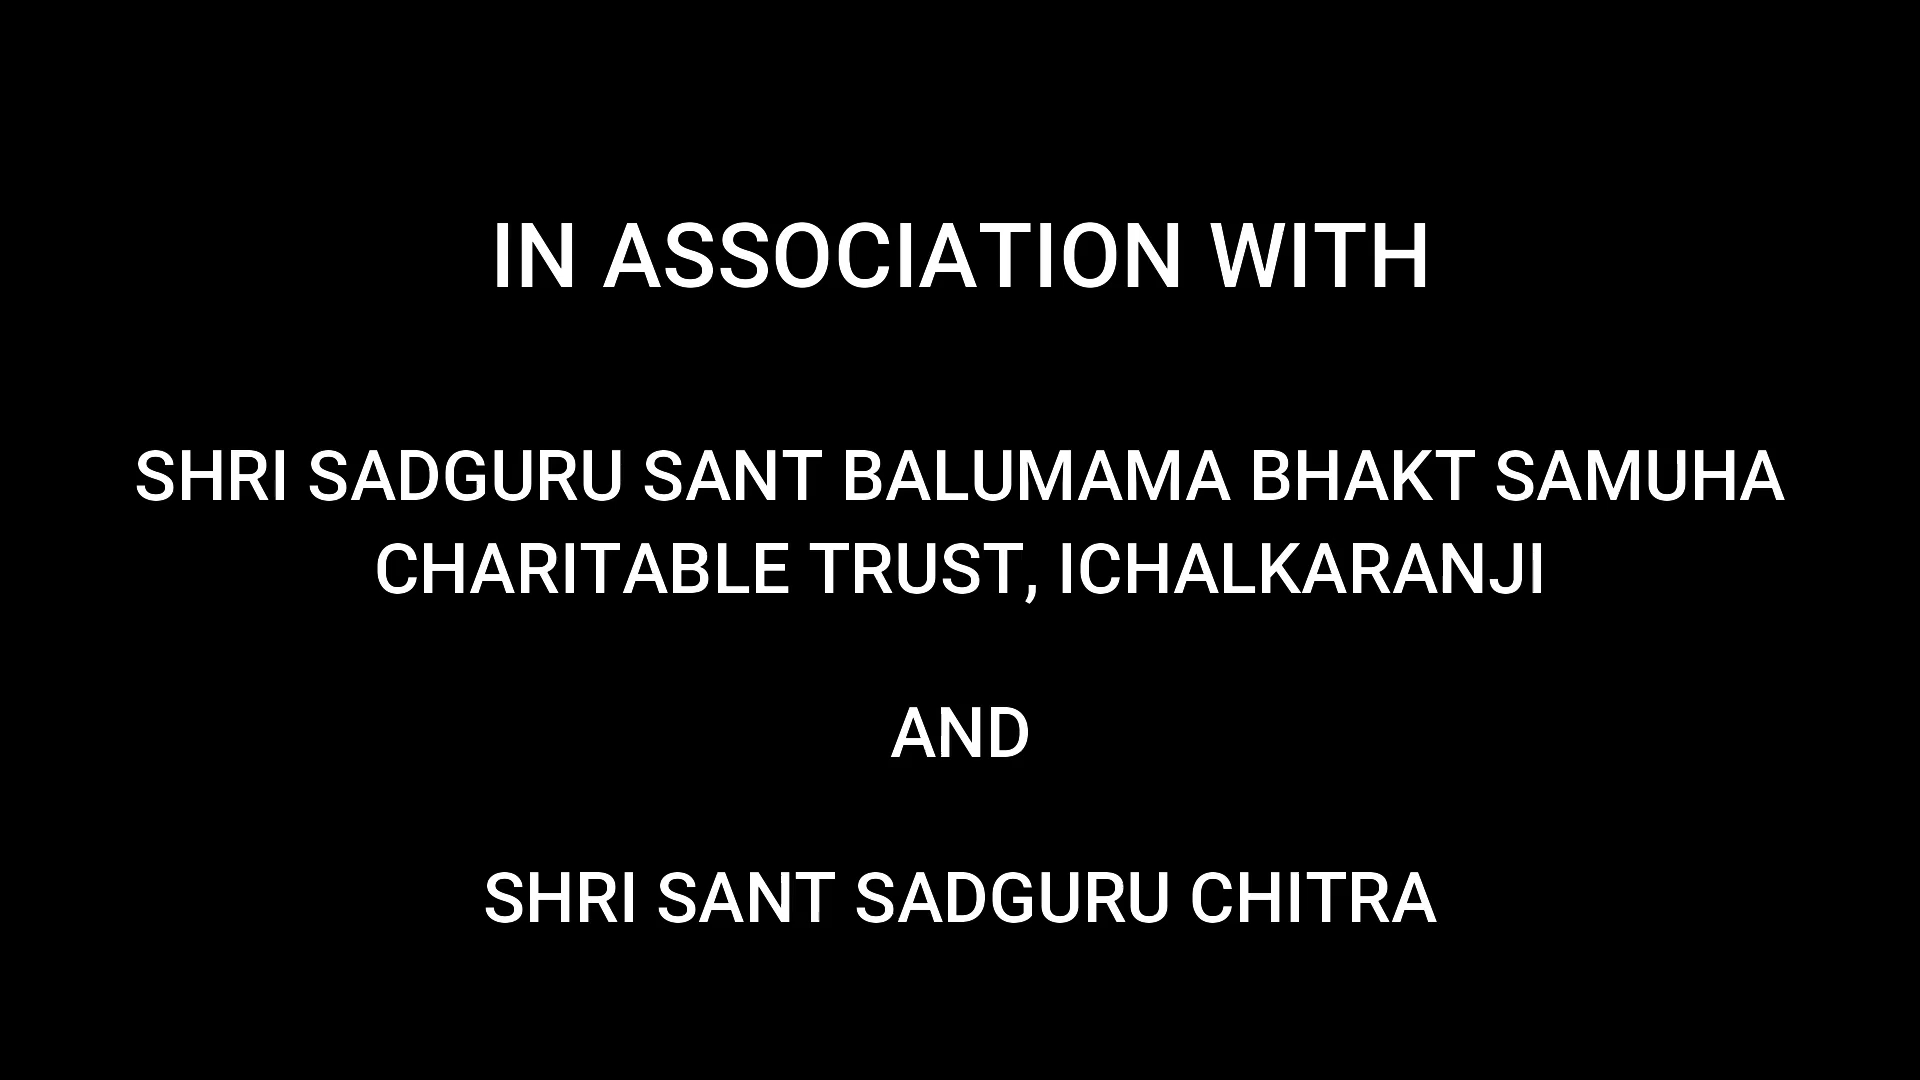 IN ASSOCIATION WITH
SHRI SADGURU SANT BALUMAMA BHAKT SAMUHA
CHARITABLE TRUST, ICHALKARANJI
AND
SHRI SANT SADGURU CHITRA